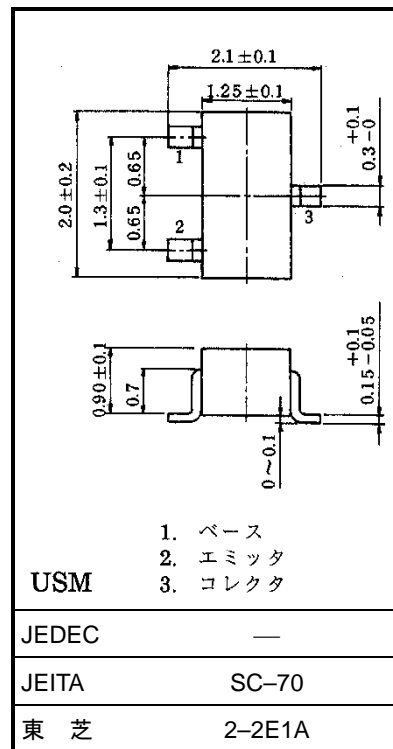 2.1±0.1
1.25±0.1
2.0±0.2
1.3±0.1
0.65
0.65
1
2
3
+0.1
0.3-0
0.90±0.1
0.7
0～0.1
+0.1
0.15-0.05
1. ベース
2. エミッタ
3. コレクタ
USM
JEDEC —
JEITA SC–70
東 芝 2–2E1A